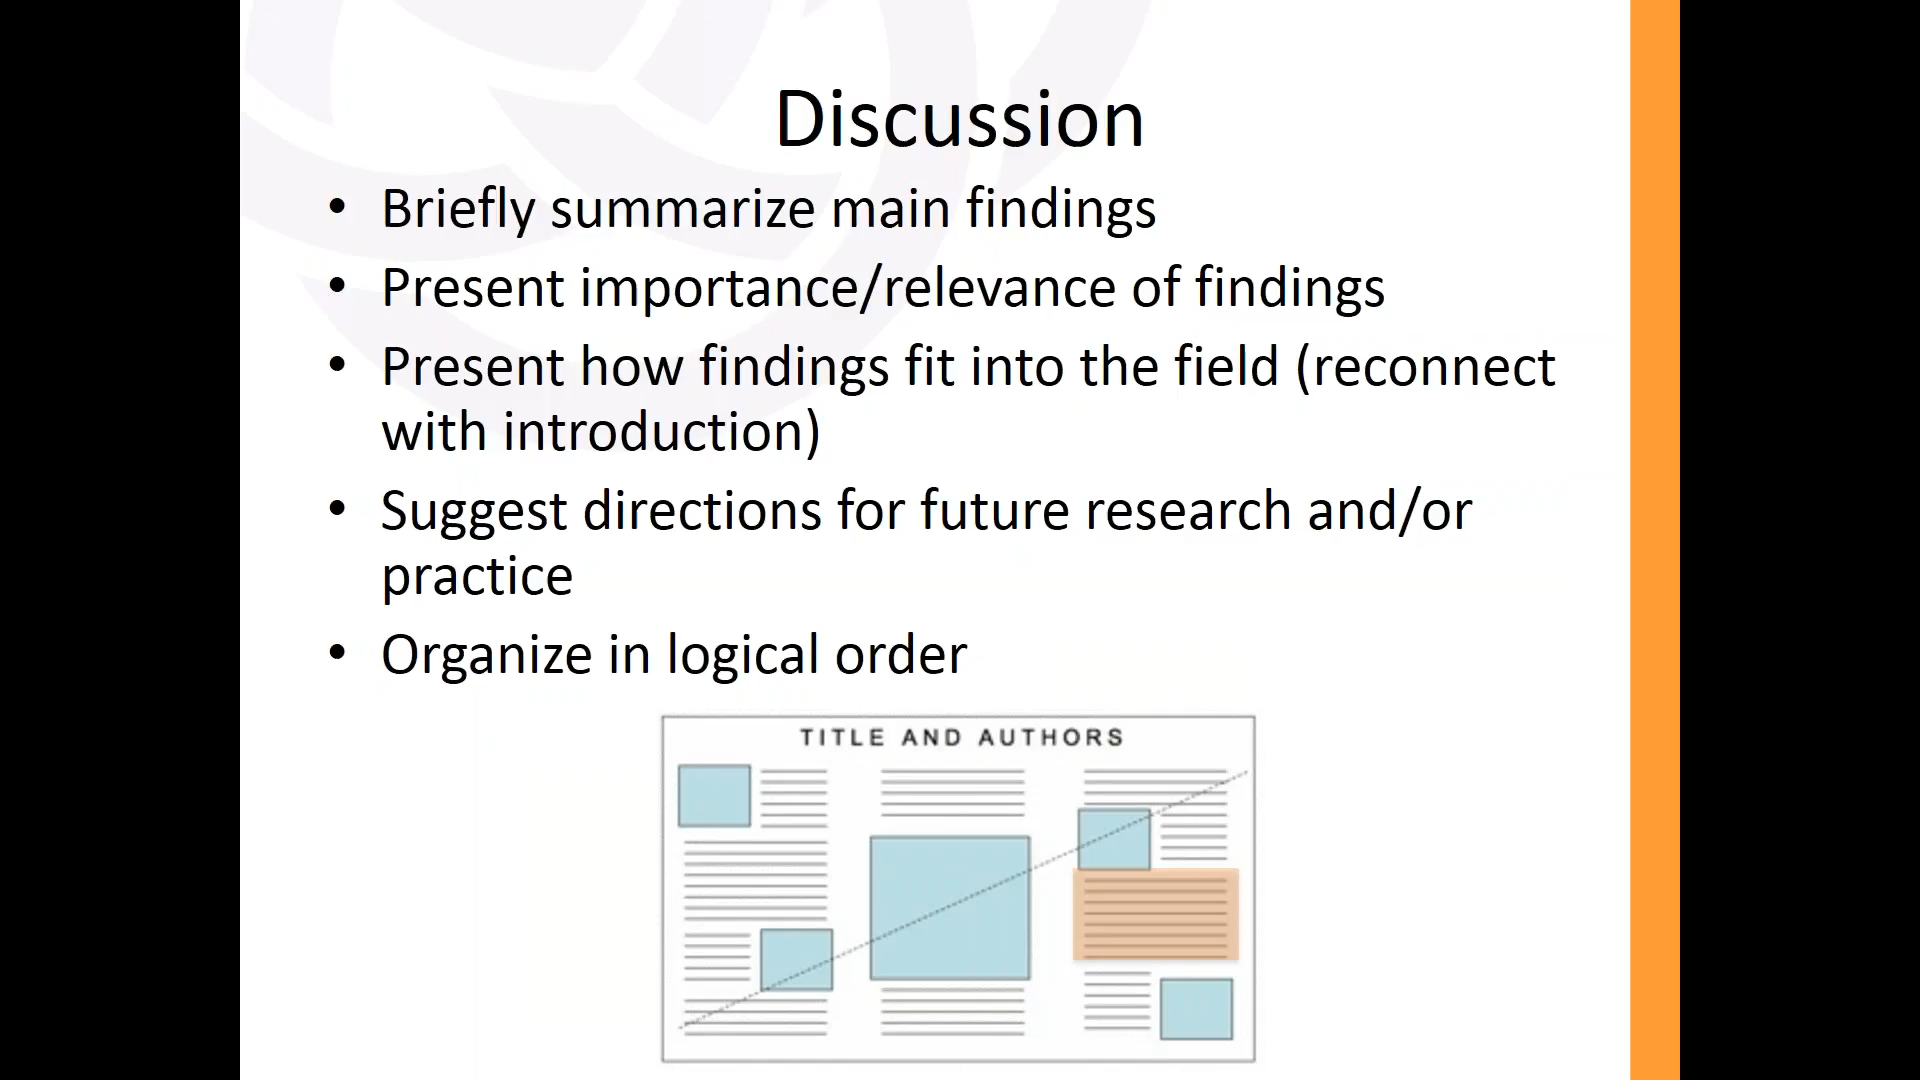 Discussion
• Briefly summarize main findings
• Present importance/relevance of findings
• Present how findings fit into the field (reconnect
with introduction)
• Suggest directions for future research and/or
practice
• Organize in logical order
TITLE AND AUTHORS